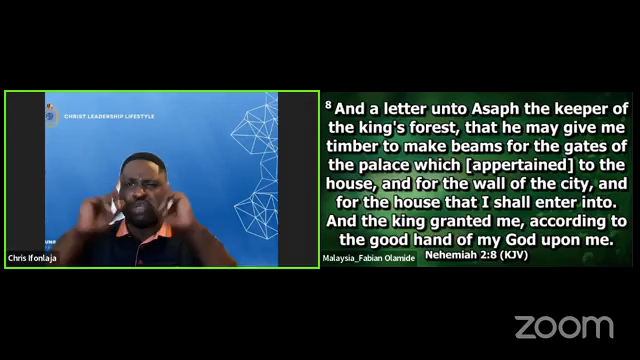 CHRIST LEADERSHIP LIFESTYLE
Chris Ifonlaja
8 And a letter unto Asaph the keeper of
the king's forest, that he may give me
timber to make beams for the gates of
the palace which [appertained] to the
house, and for the wall of the city, and
for the house that I shall enter into.
And the king granted me, according to
the good hand of my God upon me.
Nehemiah 2:8 (KJV)
Malaysia_Fabian Olamide
zoom